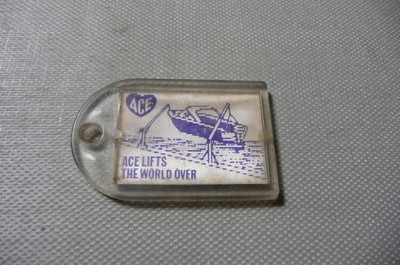 ACE
ACE LIFTS
THE WORLD OVER